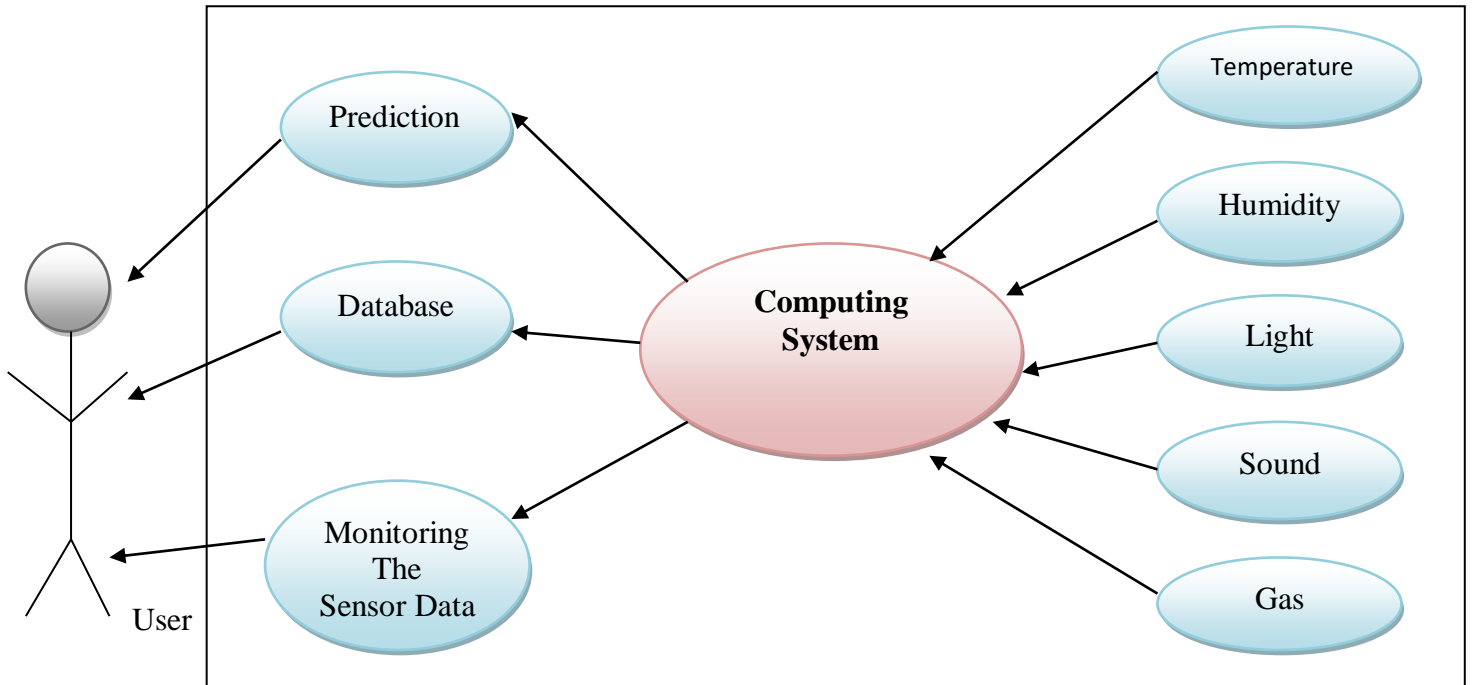 Prediction
Database
Monitoring
The
Sensor Data
User
Computing
System
Temperature
Humidity
Light
Sound
Gas